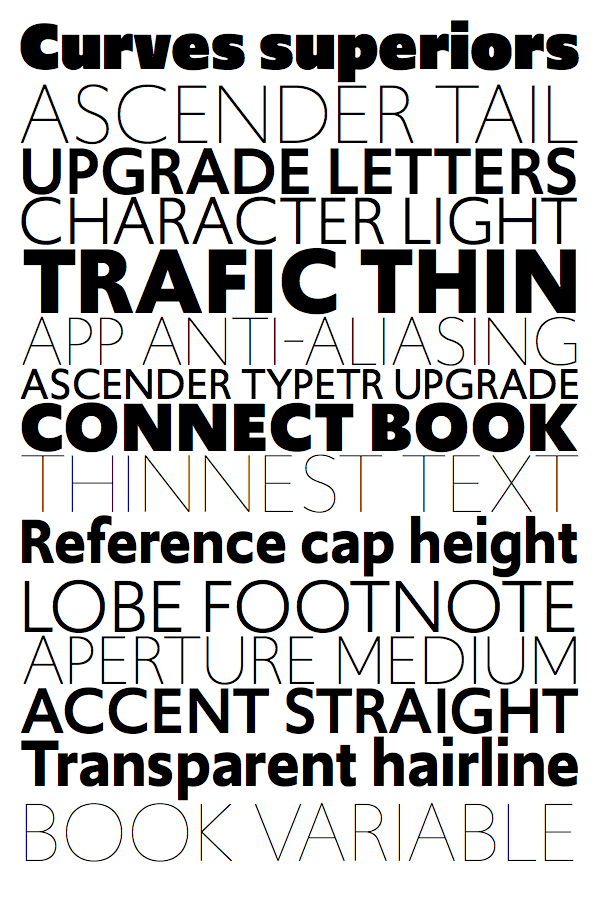 Curves superiors
ASCENDER TAIL
UPGRADE LETTERS
CHARACTER LIGHT
TRAFIC THIN
APP ANTI-ALIASING
ASCENDER TYPETR UPGRADE
CONNECT BOOK
THINNEST TEXT
Reference cap height
LOBE FOOTNOTE
APERTURE MEDIUM
ACCENT STRAIGHT
Transparent hairline
BOOK VARIABLE